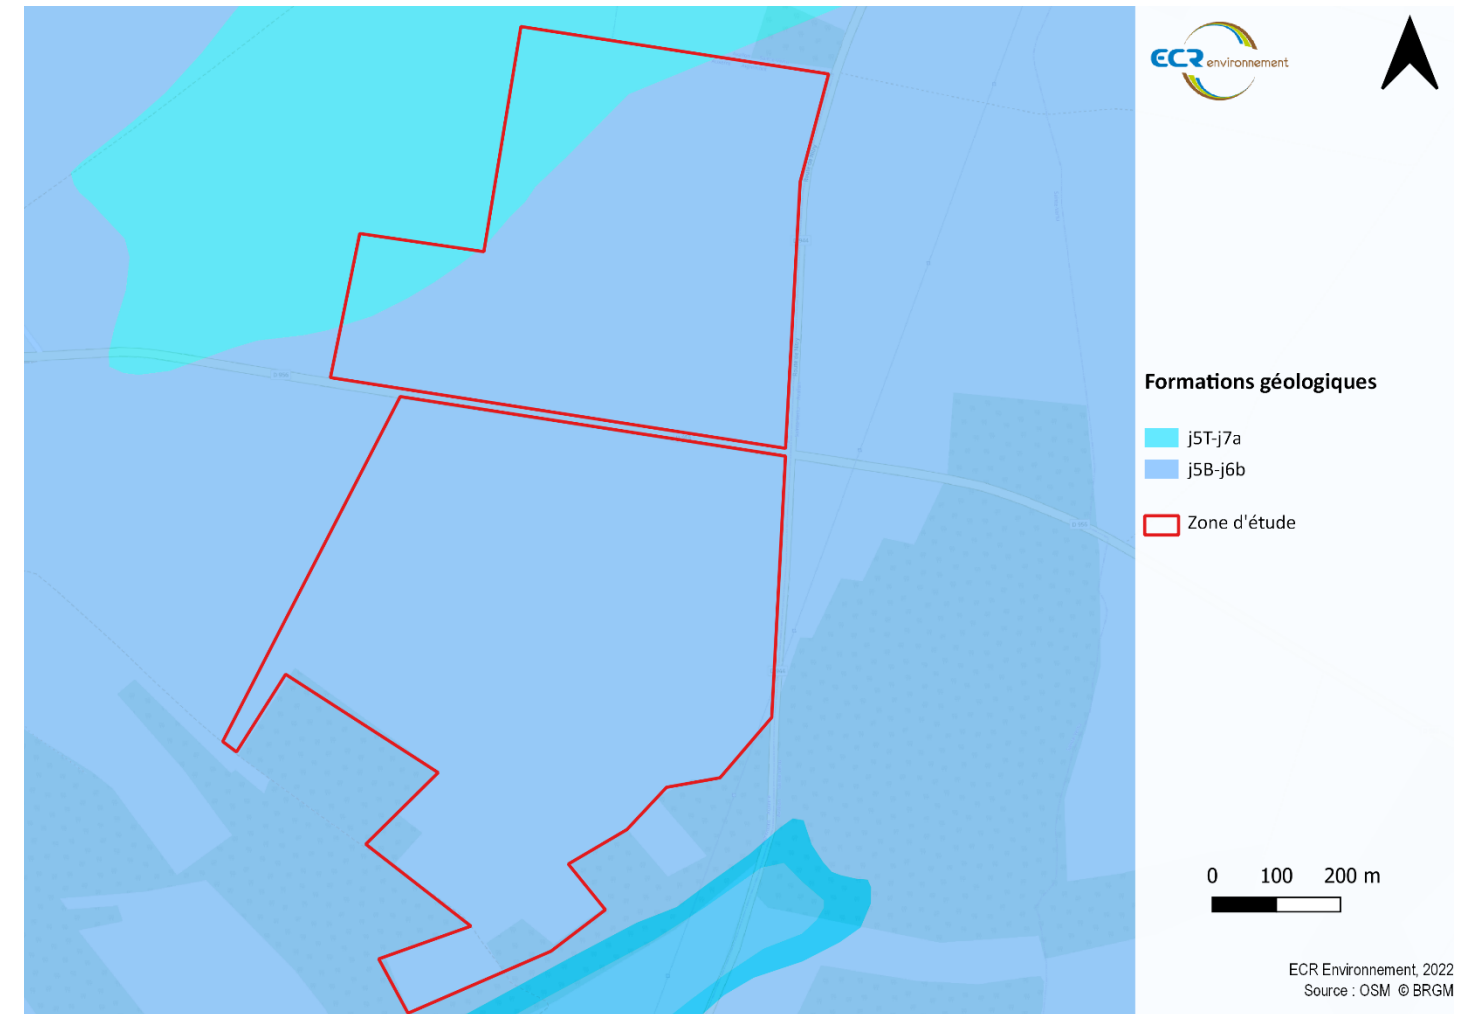 ECR environnement
Formations géologiques
j5T-j7a
j5B-j6b
Zone d'étude
0 100 200 m
ECR Environnement, 2022
Source : OSM © BRGM